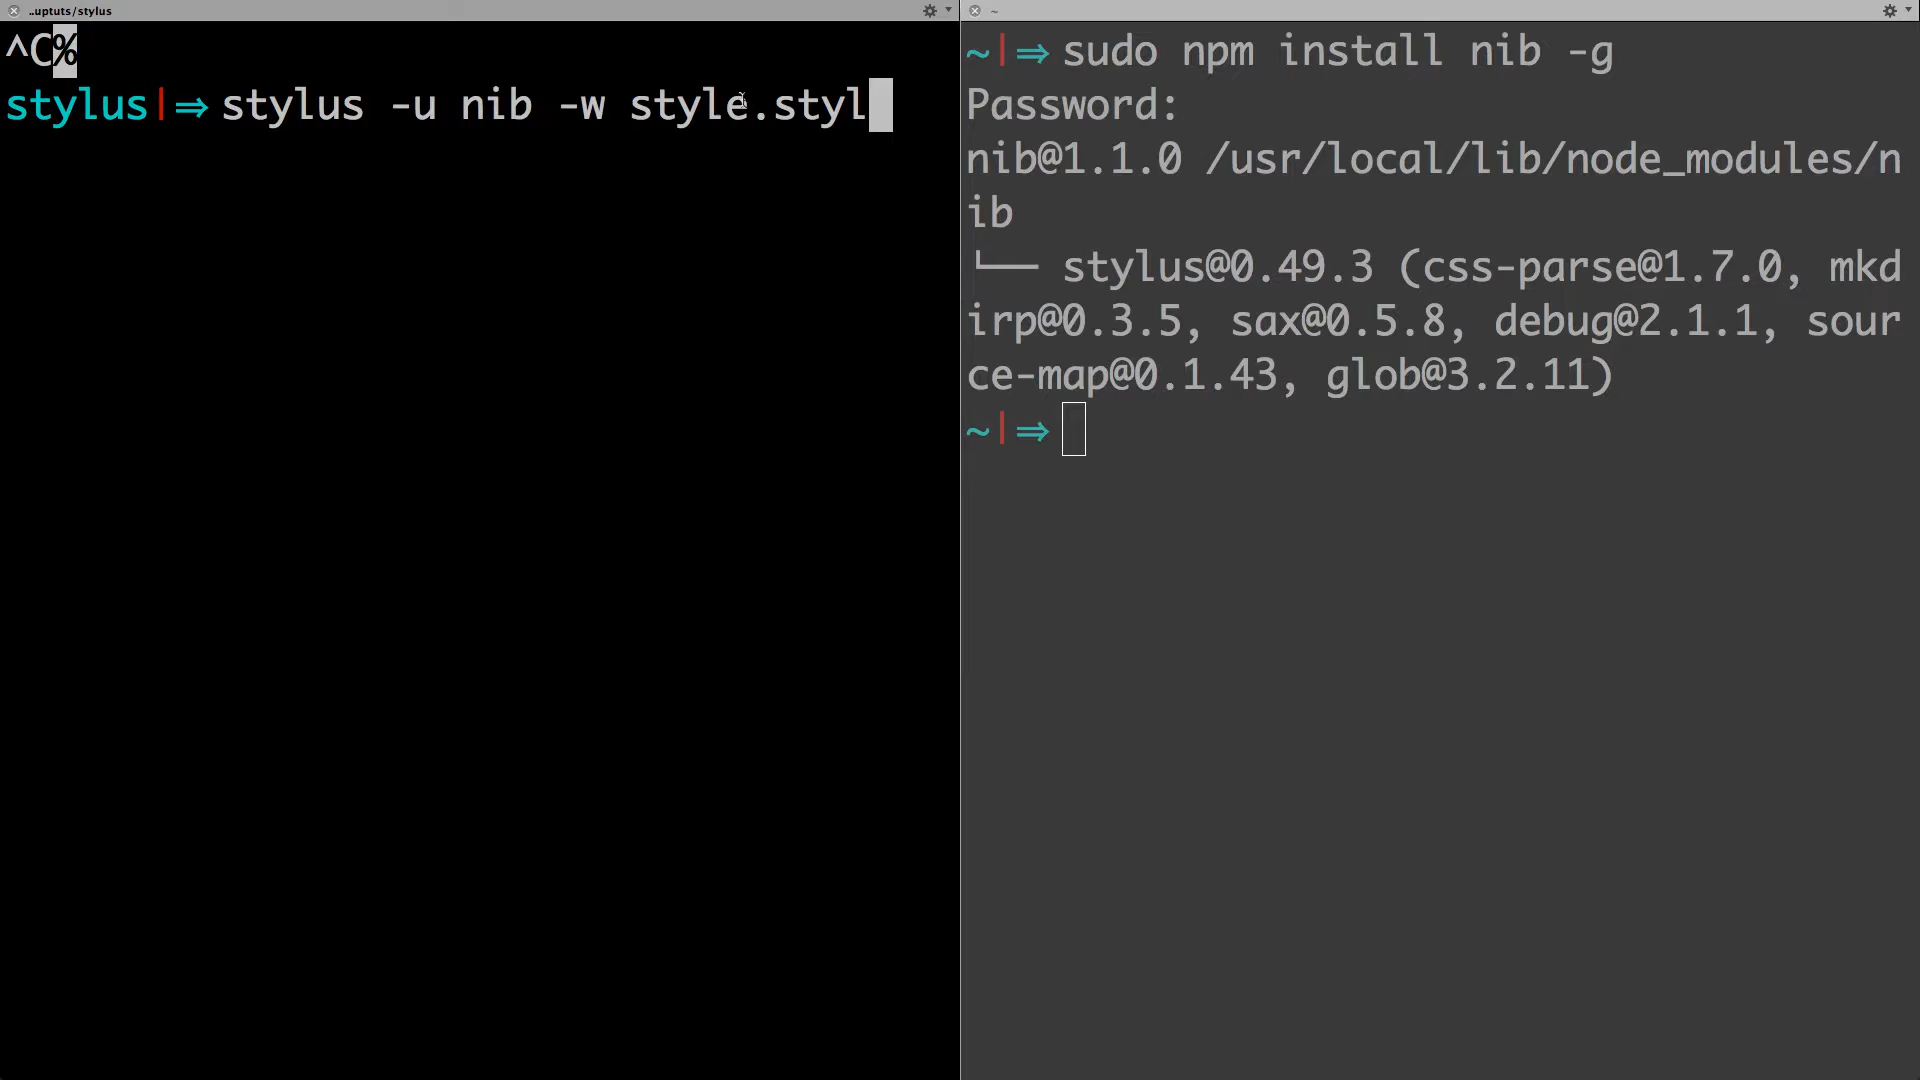 ..uptuts/stylus
^C%
stylus|⇒ stylus -u nib -w style.styl
~
~|⇒ sudo npm install nib -g
Password:
nib@1.1.0 /usr/local/lib/node_modules/n
ib
└── stylus@0.49.3 (css-parse@1.7.0, mkd
irp@0.3.5, sax@0.5.8, debug@2.1.1, sour
ce-map@0.1.43, glob@3.2.11)
~|⇒